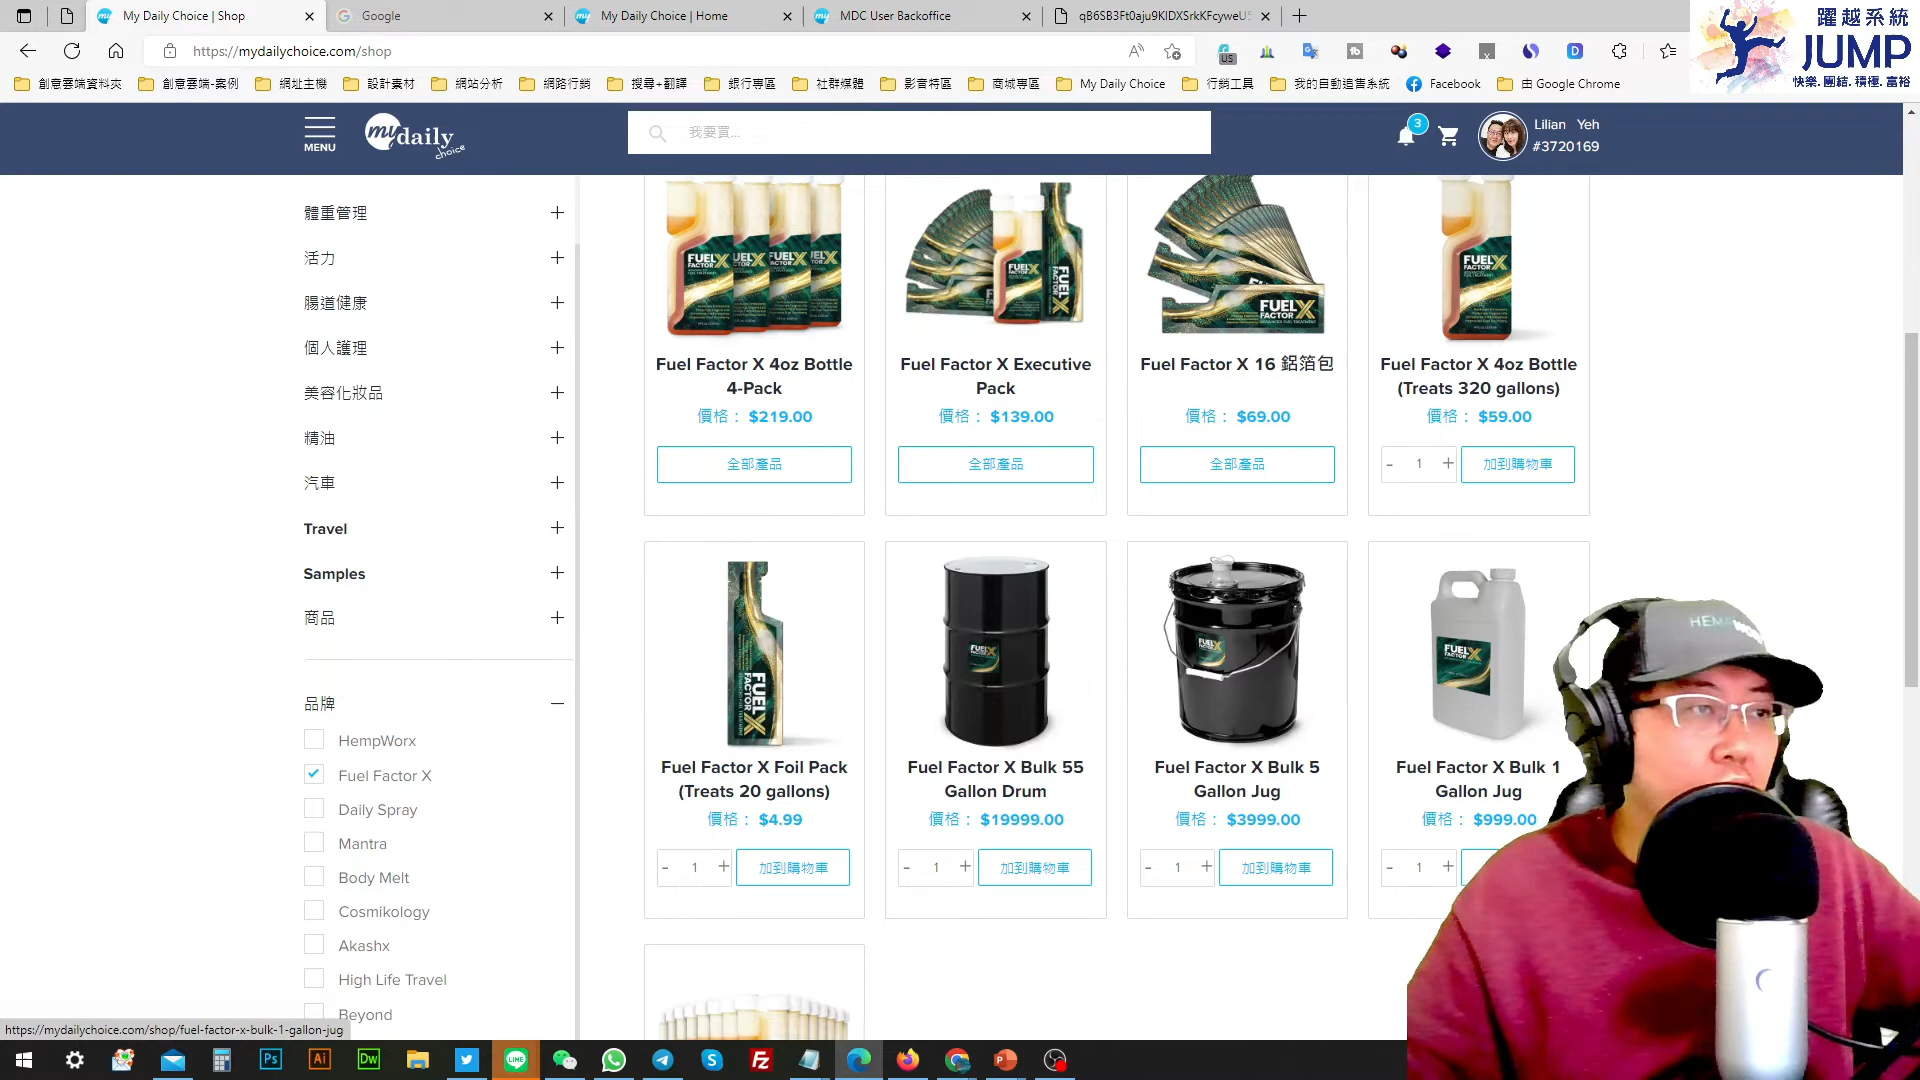 My Daily Choice | Shop
Google
My Daily Choice | Home
MDC User Backoffice
qB6SB3Ft0aju9KIDXSrkKFcyweU5
https://mydailychoice.com/shop
US
創意雲端資料夾
創意雲端-案例
網址主機
設計素材
網站分析
網路行銷
搜尋+翻譯
銀行專區
社群媒體
影音特區
商城專區
My Daily Choice
行銷工具
我的自動追售系統
Facebook
由 Google Chrome
躍越系統
JUMP
快樂.團結.積極.富裕
MENU
my daily choice
我要買...
3
Lilian Yeh
#3720169
體重管理
活力
腸道健康
個人護理
美容化妝品
精油
汽車
Travel
Samples
商品
品牌
HempWorx
Fuel Factor X
Daily Spray
Mantra
Body Melt
Cosmikology
Akashx
High Life Travel
Beyond
Fuel Factor X 4oz Bottle
4-Pack
價格： $219.00
全部產品
Fuel Factor X Executive
Pack
價格： $139.00
全部產品
Fuel Factor X 16 鋁箔包
價格： $69.00
全部產品
Fuel Factor X 4oz Bottle
(Treats 320 gallons)
價格： $59.00
- 1 + 加到購物車
Fuel Factor X Foil Pack
(Treats 20 gallons)
價格： $4.99
- 1 + 加到購物車
Fuel Factor X Bulk 55
Gallon Drum
價格： $19999.00
- 1 + 加到購物車
Fuel Factor X Bulk 5
Gallon Jug
價格： $3999.00
- 1 + 加到購物車
Fuel Factor X Bulk 1
Gallon Jug
價格： $999.00
- 1 +
https://mydailychoice.com/shop/fuel-factor-x-bulk-1-gallon-jug